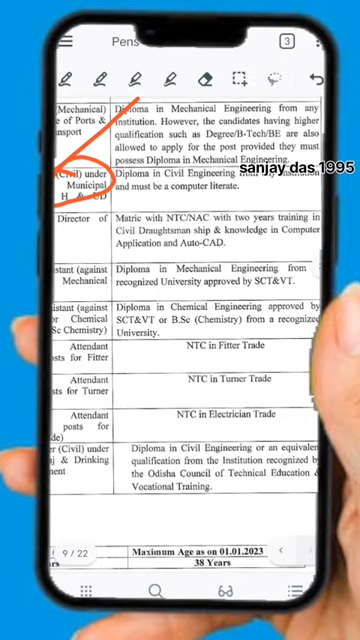 Pens
3
(Mechanical)
e of Ports &
nsport
Diploma in Mechanical Engineering from any
Institution. However, the candidates having higher
qualification such as Degree/B-Tech/BE are also
allowed to apply for the post provided they must
possess Diploma in Mechanical Engineering.
sanjay das 1995
(Civil) under
Municipal
H & UD
Diploma in Civil Engineering
and must be a computer literate.
Director of
Matric with NTC/NAC with two years training in
Civil Draughtsman ship & knowledge in Computer
Application and Auto-CAD.
istant (against
Mechanical
Diploma in Mechanical Engineering from
recognized University approved by SCT&VT.
istant (against
or Chemical
Sc Chemistry)
Diploma in Chemical Engineering approved by
SCT&VT or B.Sc (Chemistry) from a recognized
University.
Attendant
sts for Fitter
NTC in Fitter Trade
Attendant
sts for Turner
NTC in Turner Trade
Attendant
posts for
de)
NTC in Electrician Trade
r (Civil) under
j & Drinking
ment
Diploma in Civil Engineering or an equivalen
qualification from the Institution recognized by
the Odisha Council of Technical Education &
Vocational Training.
9 / 22
Maximum Age as on 01.01.2023
ars
38 Years